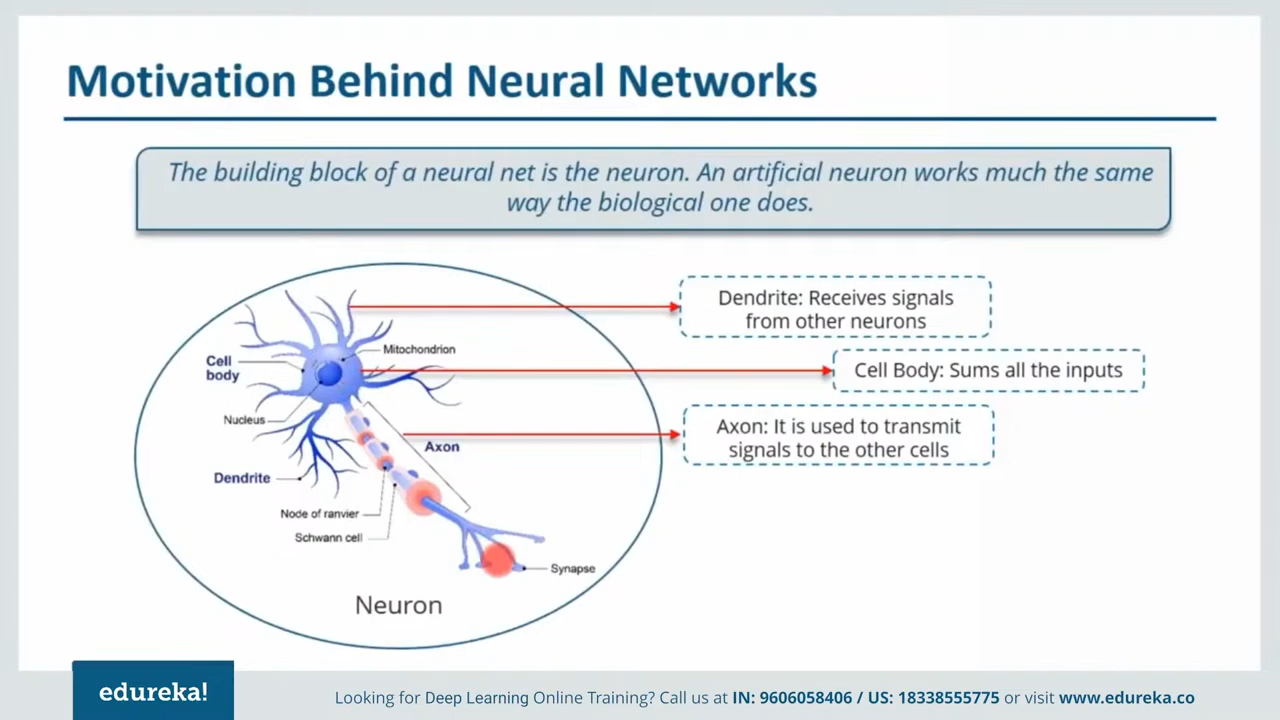 Motivation Behind Neural Networks
The building block of a neural net is the neuron. An artificial neuron works much the same
way the biological one does.
Dendrite: Receives signals
from other neurons
Mitochondrion
Cell
body
Cell Body: Sums all the inputs
Nucleus
Axon: It is used to transmit
signals to the other cells
Axon
Dendrite
Node of ranvier
Schwann cell
Synapse
Neuron
edureka!
Looking for Deep Learning Online Training? Call us at IN: 9606058406 / US: 18338555775 or visit www.edureka.co